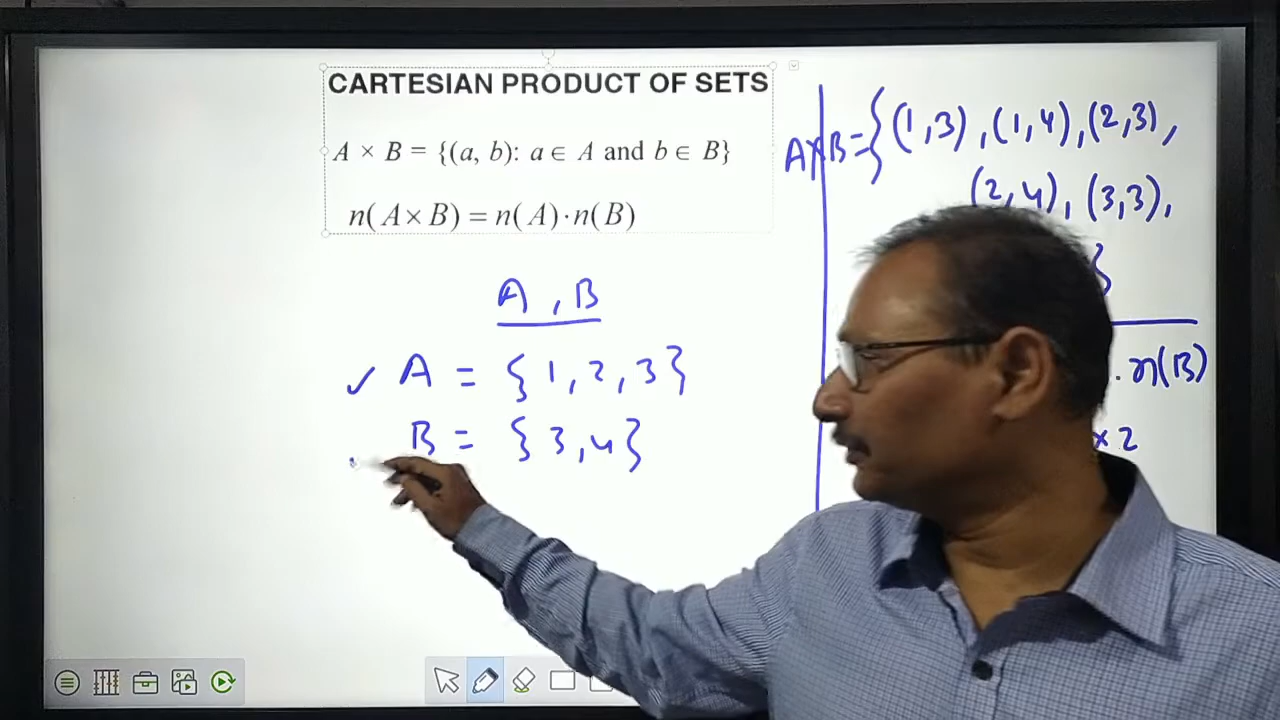 CARTESIAN PRODUCT OF SETS
A × B = {(a, b): a ∈ A and b ∈ B}
n( A × B) = n( A) · n( B)
A , B
✓ A = { 1, 2, 3 }
B = { 3, 4 }
A×B = { (1, 3) , (1, 4) , (2, 3) ,
(2, 4) , (3, 3) ,
}
. n(B)
× 2